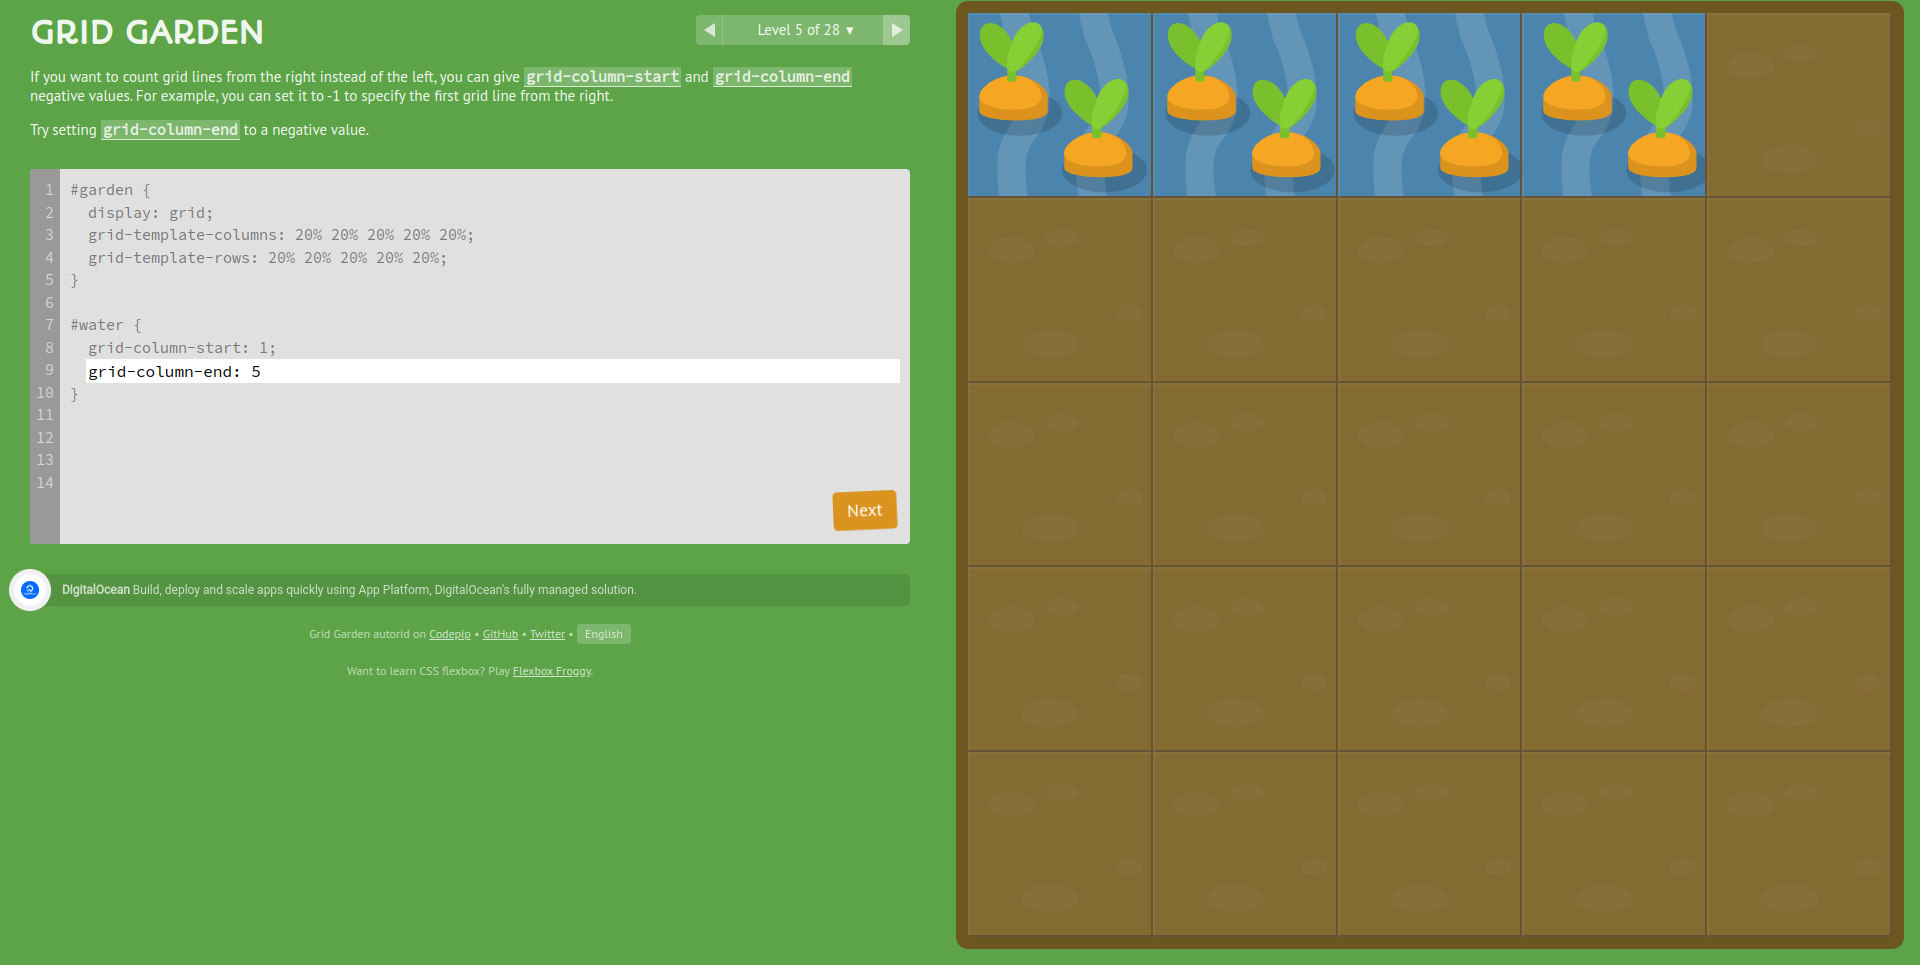 GRID GARDEN
◀ Level 5 of 28 ▾ ▶
If you want to count grid lines from the right instead of the left, you can give grid-column-start and grid-column-end
negative values. For example, you can set it to -1 to specify the first grid line from the right.
Try setting grid-column-end to a negative value.
1 #garden {
2 display: grid;
3 grid-template-columns: 20% 20% 20% 20% 20%;
4 grid-template-rows: 20% 20% 20% 20% 20%;
5 }
6
7 #water {
8 grid-column-start: 1;
9 grid-column-end: 5
10 }
11
12
13
14
Next
DigitalOcean Build, deploy and scale apps quickly using App Platform, DigitalOcean's fully managed solution.
Grid Garden autorid on Codepip • GitHub • Twitter • English
Want to learn CSS flexbox? Play Flexbox Froggy.